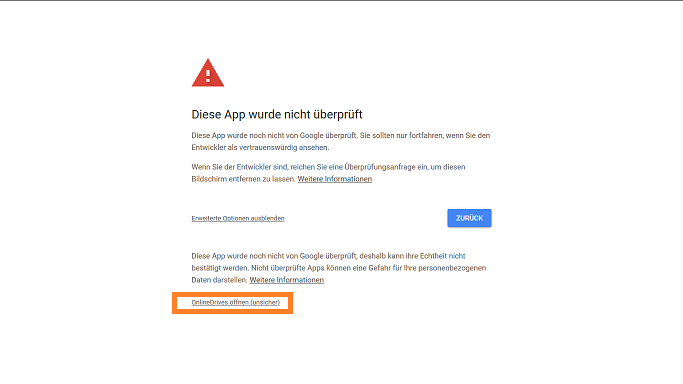 Diese App wurde nicht überprüft
Diese App wurde noch nicht von Google überprüft. Sie sollten nur fortfahren, wenn Sie den
Entwickler als vertrauenswürdig ansehen.
Wenn Sie der Entwickler sind, reichen Sie eine Überprüfungsanfrage ein, um diesen
Bildschirm entfernen zu lassen. Weitere Informationen
Erweiterte Optionen ausblenden
ZURÜCK
Diese App wurde noch nicht von Google überprüft, deshalb kann ihre Echtheit nicht
bestätigt werden. Nicht überprüfte Apps können eine Gefahr für Ihre personenbezogenen
Daten darstellen. Weitere Informationen
OnlineDrives öffnen (unsicher)